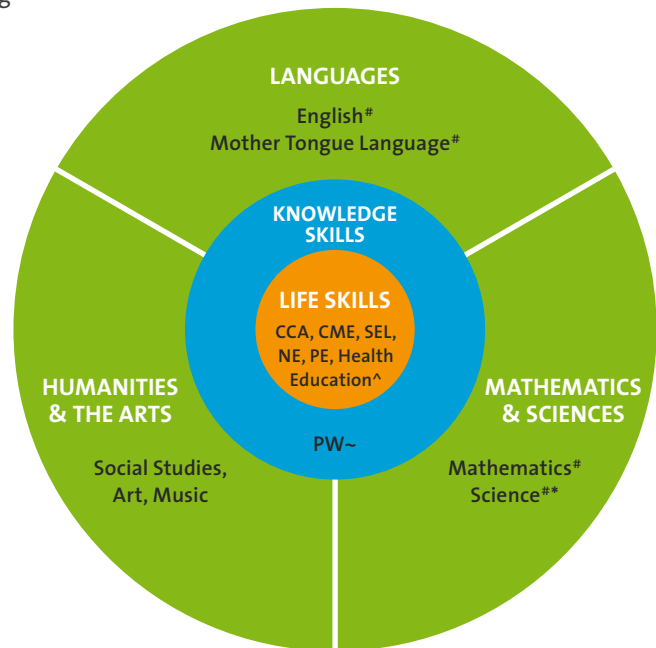 g
LANGUAGES
English#
Mother Tongue Language#
KNOWLEDGE
SKILLS
LIFE SKILLS
CCA, CME, SEL,
NE, PE, Health
Education^
PW~
HUMANITIES
& THE ARTS
Social Studies,
Art, Music
MATHEMATICS
& SCIENCES
Mathematics#
Science#*